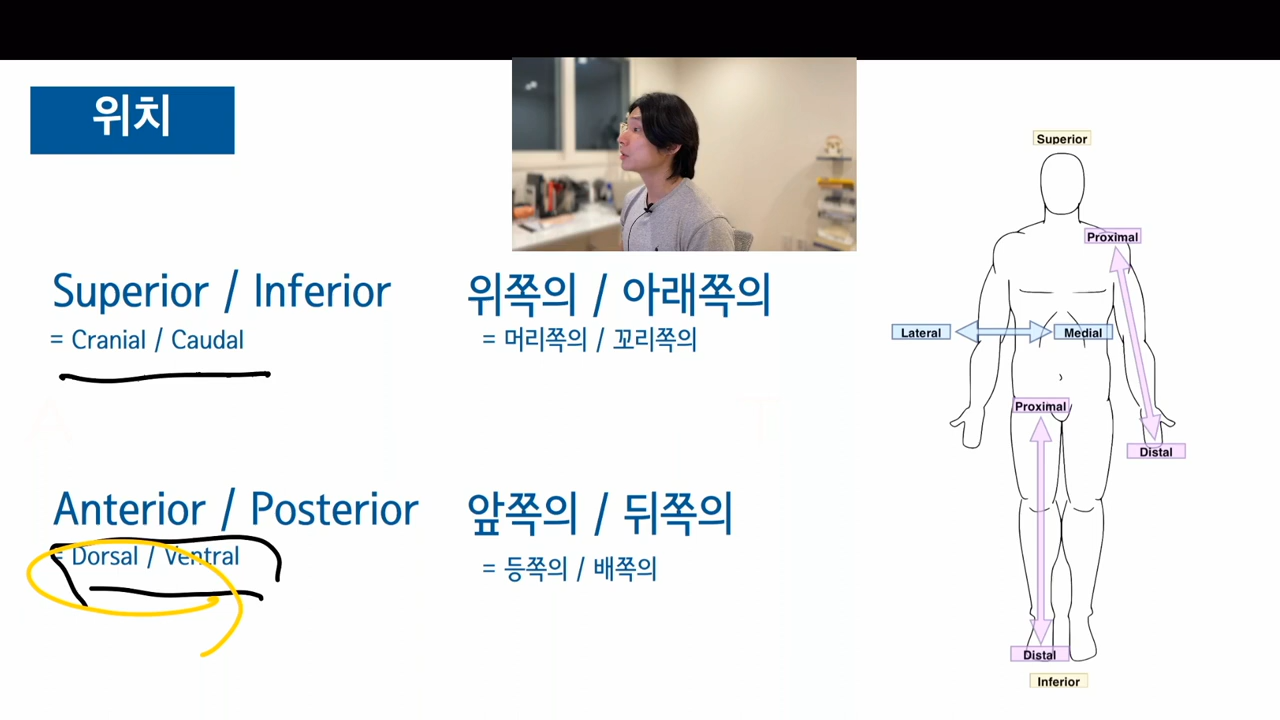 위치
Superior / Inferior
위쪽의 / 아래쪽의
= Cranial / Caudal
= 머리쪽의 / 꼬리쪽의
Anterior / Posterior
앞쪽의 / 뒤쪽의
= Dorsal / Ventral
= 등쪽의 / 배쪽의
Superior
Proximal
Lateral
Medial
Proximal
Distal
Distal
Inferior